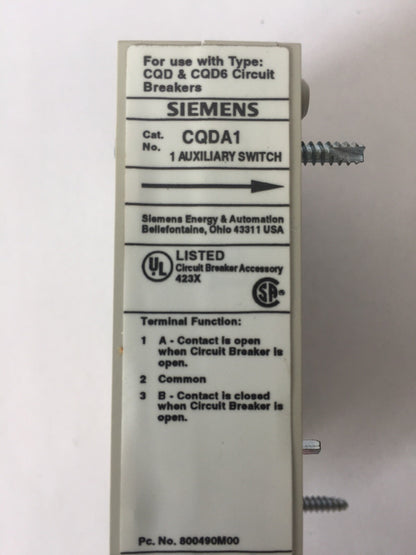 For use with Type:
CQD & CQD6 Circuit
Breakers
SIEMENS
Cat. No. CQDA1
1 AUXILIARY SWITCH
Siemens Energy & Automation
Bellefontaine, Ohio 43311 USA
UL LISTED
Circuit Breaker Accessory
423X
SA
Terminal Function:
1 A - Contact is open
when Circuit Breaker is
open.
2 Common
3 B - Contact is closed
when Circuit Breaker is
open.
Pc. No. 800490M00